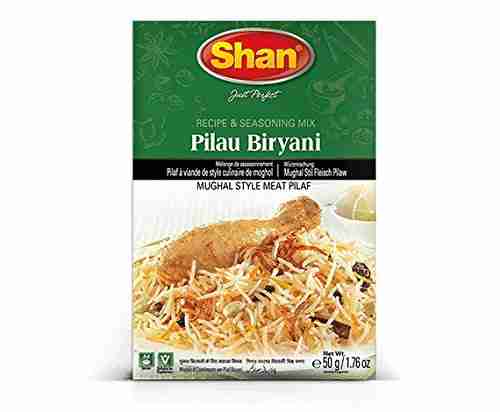 Shan
Just Perfect
RECIPE & SEASONING MIX
Pilau Biryani
Mélange de assaisonnement
Pilaf à viande de style culinaire de moghol
Würzmischung
Mughal Stil Fleisch Pilaw
MUGHAL STYLE MEAT PILAF
Net Wt.
℮ 50 g / 1.76 oz